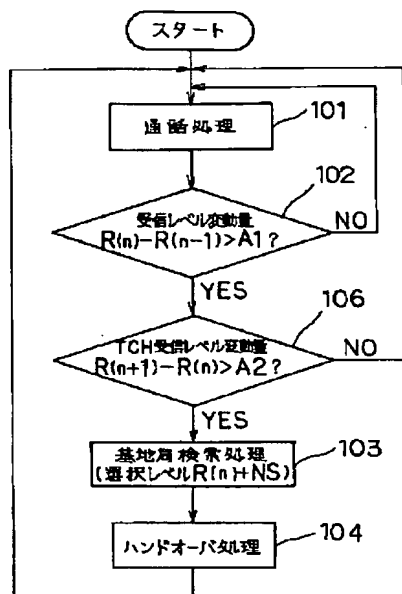 スタート
101
通話処理
102
受信レベル変動量
R(n)-R(n-1)>A1?
NO
YES
106
TCH受信レベル変動量
R(n+1)-R(n)>A2?
NO
YES
103
基地局検索処理
(選択レベルR(n)+NS)
104
ハンドオーバ処理